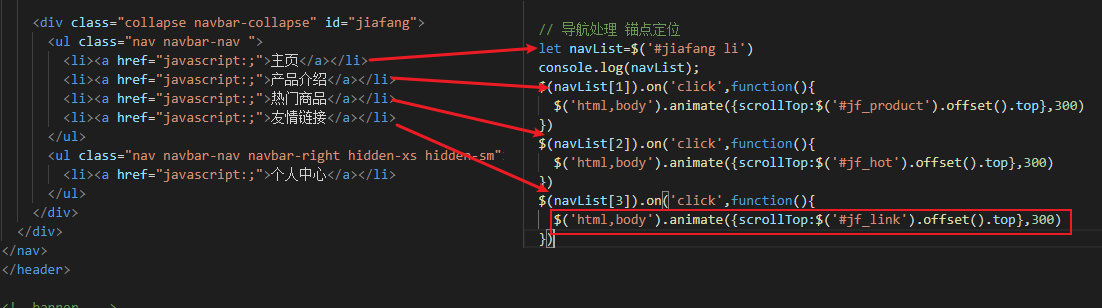 <div class="collapse navbar-collapse" id="jiafang">
<ul class="nav navbar-nav ">
<li><a href="javascript:;">主页</a></li>
<li><a href="javascript:;">产品介绍</a></li>
<li><a href="javascript:;">热门商品</a></li>
<li><a href="javascript:;">友情链接</a></li>
</ul>
<ul class="nav navbar-nav navbar-right hidden-xs hidden-sm"
<li><a href="javascript:;">个人中心</a></li>
</ul>
</div>
</div>
</nav>
</header>
// 导航处理 锚点定位
let navList=$('#jiafang li')
console.log(navList);
$(navList[1]).on('click',function(){
$('html,body').animate({scrollTop:$('#jf_product').offset().top},300)
})
$(navList[2]).on('click',function(){
$('html,body').animate({scrollTop:$('#jf_hot').offset().top},300)
})
$(navList[3]).on('click',function(){
$('html,body').animate({scrollTop:$('#jf_link').offset().top},300)
})